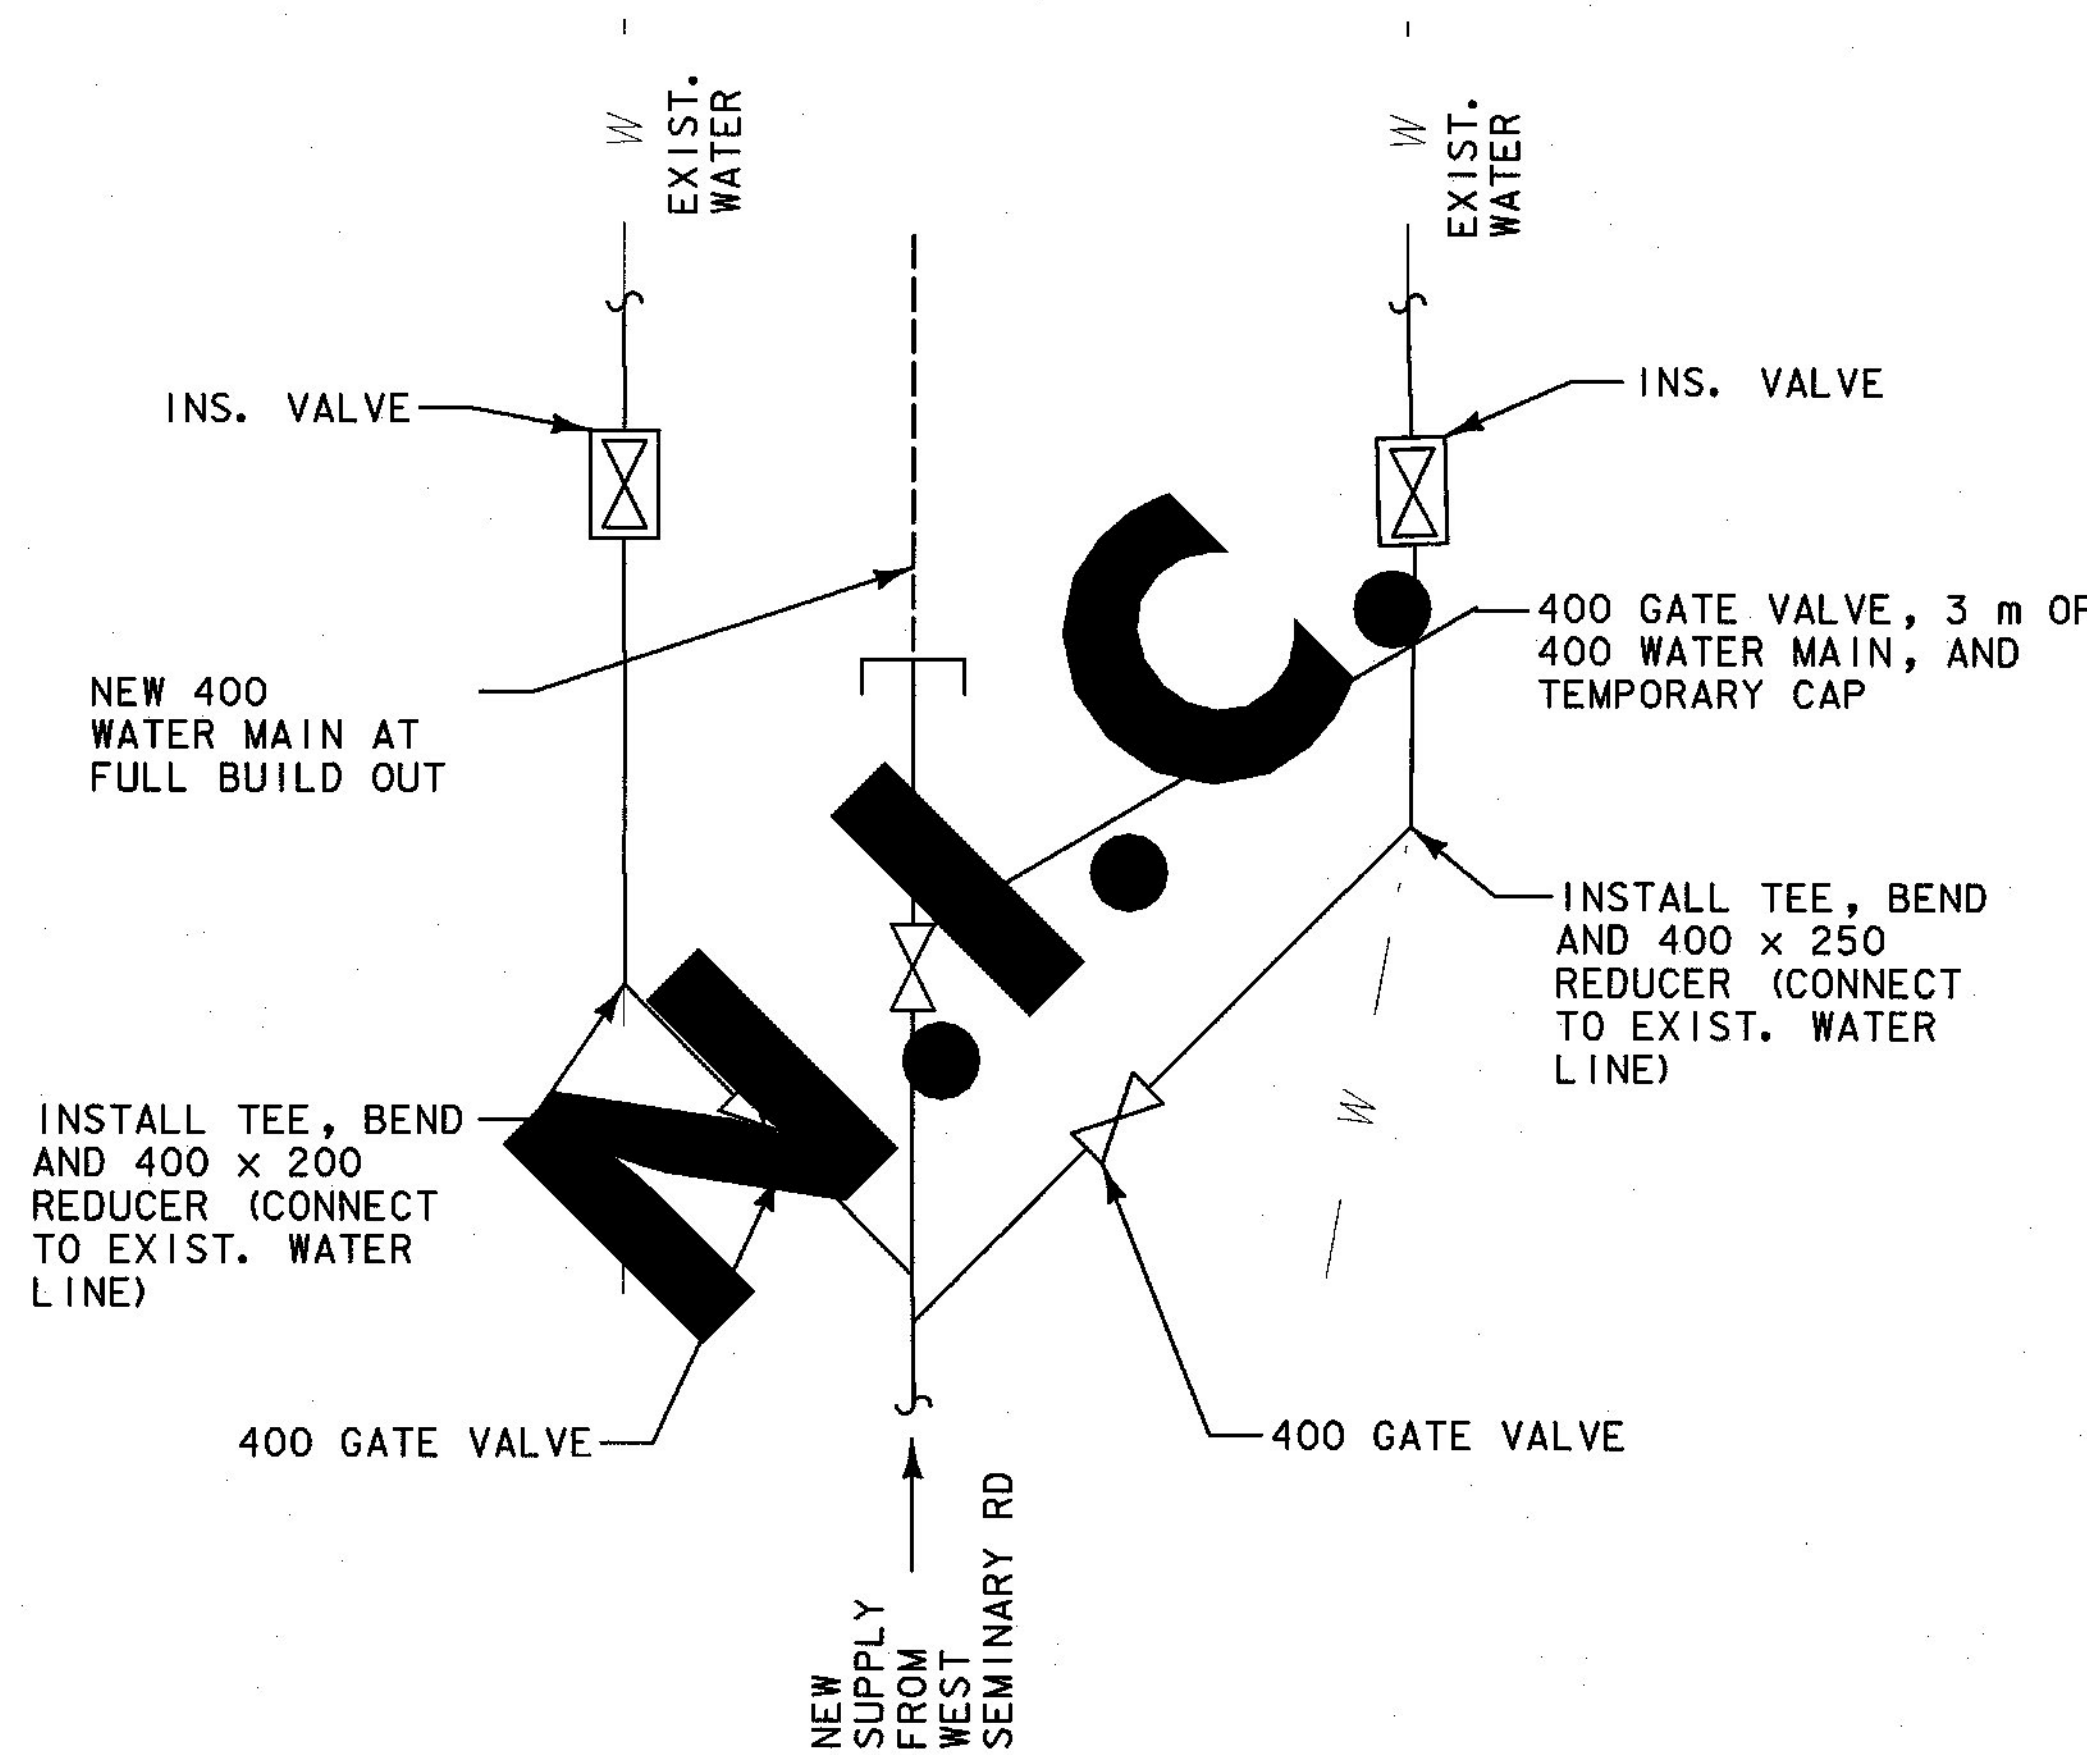 W
EXIST.
WATER
W
EXIST.
WATER
INS. VALVE
INS. VALVE
400 GATE VALVE, 3 m OF
400 WATER MAIN, AND
TEMPORARY CAP
NEW 400
WATER MAIN AT
FULL BUILD OUT
N.I.C.
INSTALL TEE, BEND
AND 400 x 250
REDUCER (CONNECT
TO EXIST. WATER
LINE)
W
INSTALL TEE, BEND
AND 400 x 200
REDUCER (CONNECT
TO EXIST. WATER
LINE)
400 GATE VALVE
400 GATE VALVE
NEW
SUPPLY
FROM
WEST
SEMINARY RD